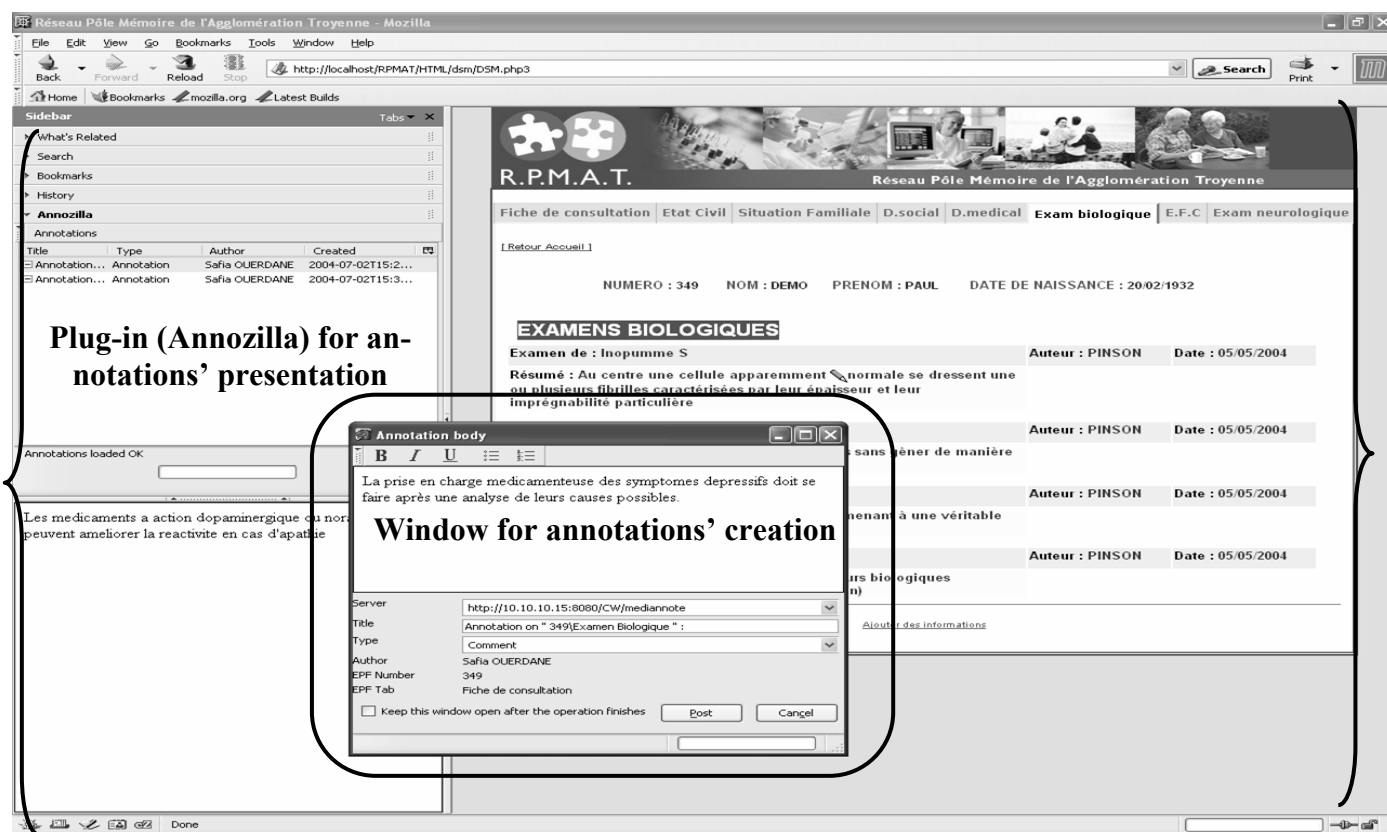 Réseau Pôle Mémoire de l'Agglomération Troyenne - Mozilla
File Edit View Go Bookmarks Tools Window Help
Back Forward Reload Stop http://localhost/RPMAT/HTML/dsm/DSM.php3 Search Print
Home Bookmarks mozilla.org Latest Builds
Sidebar Tabs
What's Related
Search
Bookmarks
History
Annozilla
Annotations
Title Type Author Created
Annotation... Annotation Safia OUERDANE 2004-07-02T15:2...
Annotation... Annotation Safia OUERDANE 2004-07-02T15:3...
Plug-in (Annozilla) for an-
notations' presentation
Annotations loaded OK
Les medicaments a action dopaminergique ou nora
peuvent ameliorer la reactivite en cas d'apathie
R.P.M.A.T.
Réseau Pôle Mémoire de l'Agglomération Troyenne
Fiche de consultation Etat Civil Situation Familiale D.social D.medical Exam biologique E.F.C Exam neurologique
[ Retour Accueil ]
NUMERO : 349 NOM : DEMO PRENOM : PAUL DATE DE NAISSANCE : 20/02/1932
EXAMENS BIOLOGIQUES
Examen de : Inopumme S Auteur : PINSON Date : 05/05/2004
Résumé : Au centre une cellule apparemment normale se dressent une
ou plusieurs fibrilles caractérisées par leur épaisseur et leur
imprégnabilité particulière
Auteur : PINSON Date : 05/05/2004
sans gèner de manière
Auteur : PINSON Date : 05/05/2004
menant à une véritable
Auteur : PINSON Date : 05/05/2004
urs biologiques
n)
Ajouter des informations
Annotation body
B I U
La prise en charge medicamenteuse des symptomes depressifs doit se
faire après une analyse de leurs causes possibles.
Window for annotations' creation
Server http://10.10.10.15:8080/CW/mediannote
Title Annotation on " 349\Examen Biologique " :
Type Comment
Author Safia OUERDANE
EPF Number 349
EPF Tab Fiche de consultation
Keep this window open after the operation finishes Post Cancel
Done